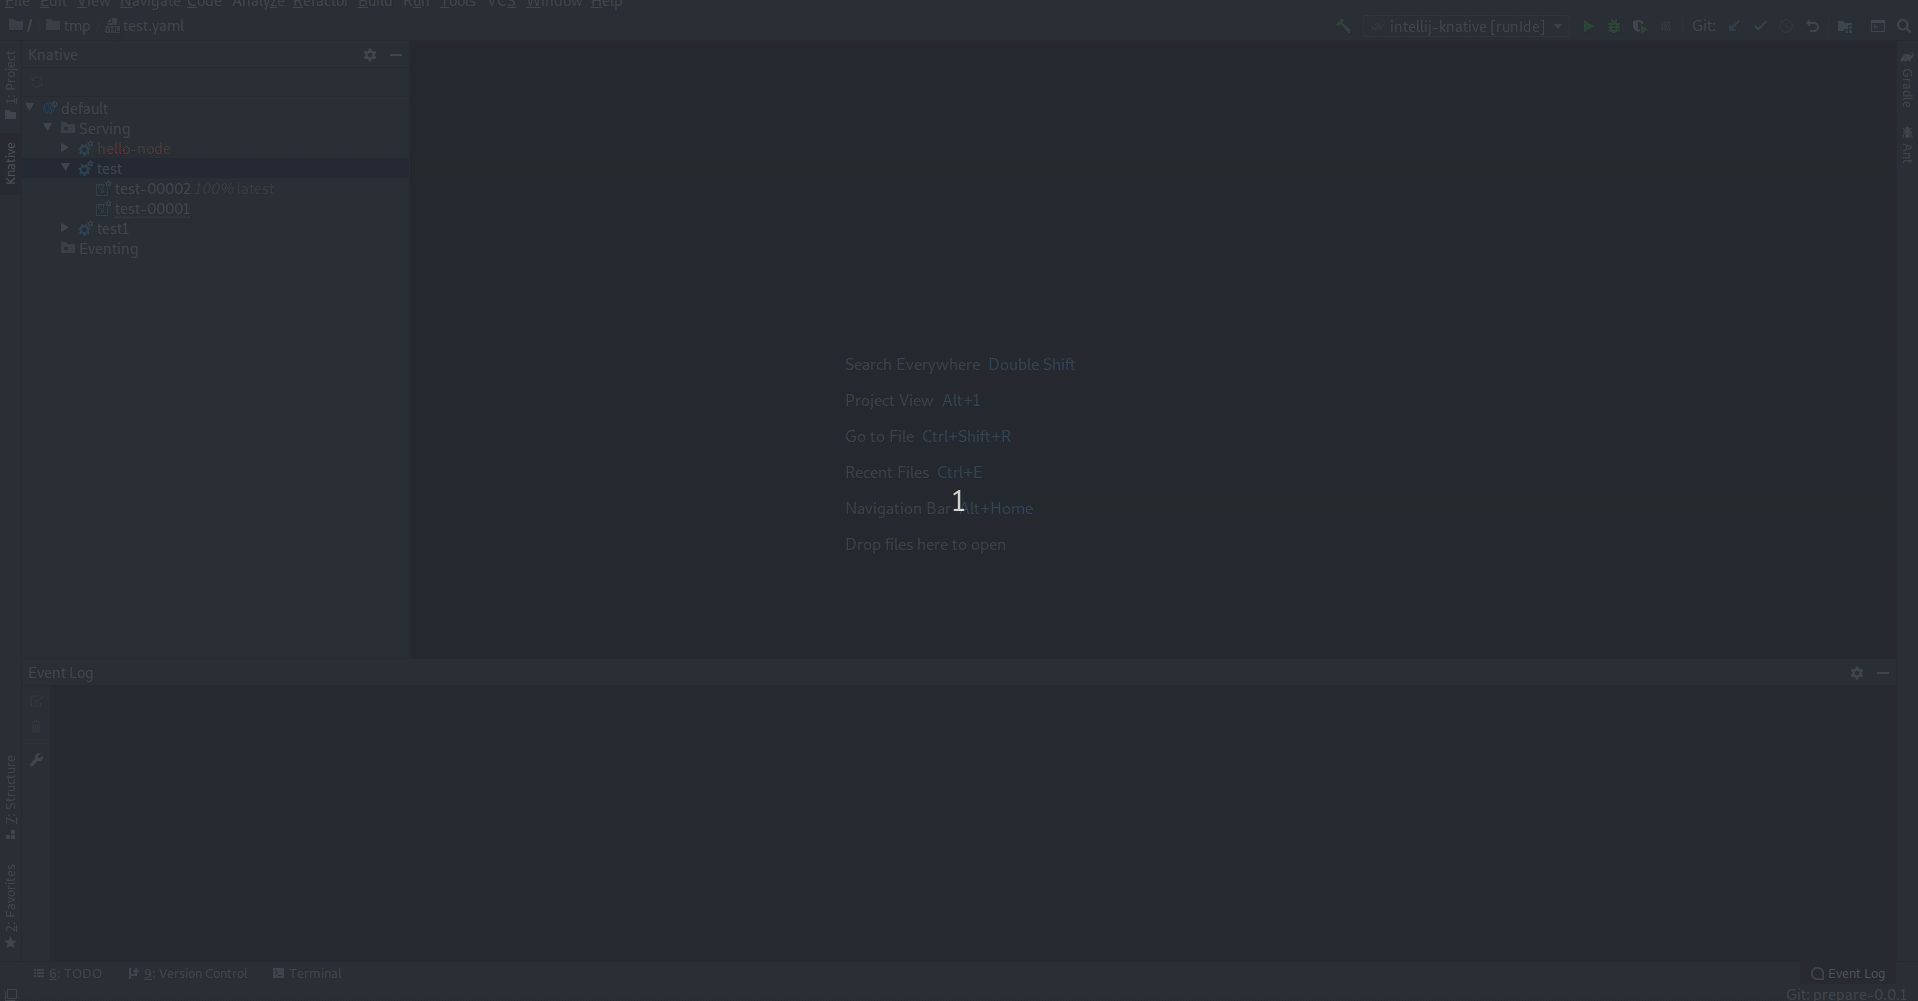 File Edit View Navigate Code Analyze Refactor Build Run Tools VCS Window Help
/ tmp test.yaml
intellij-knative [runIde] Git:
1: Project
Knative
Knative
default
Serving
hello-node
test
test-00002 100% latest
test-00001
test1
Eventing
Search Everywhere Double Shift
Project View Alt+1
Go to File Ctrl+Shift+R
Recent Files Ctrl+E
Navigation Bar Alt+Home
1
Drop files here to open
Gradle
Ant
Event Log
7: Structure
2: Favorites
6: TODO 9: Version Control Terminal Event Log
Git: prepare-0.0.1